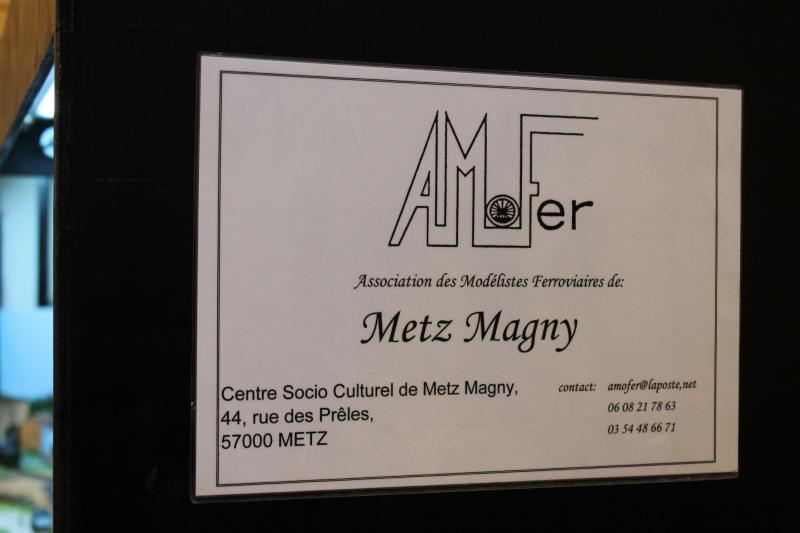 AMoFer
Association des Modélistes Ferroviaires de:
Metz Magny
Centre Socio Culturel de Metz Magny,
44, rue des Prêles,
57000 METZ
contact: amofer@laposte,net
06 08 21 78 63
03 54 48 66 71